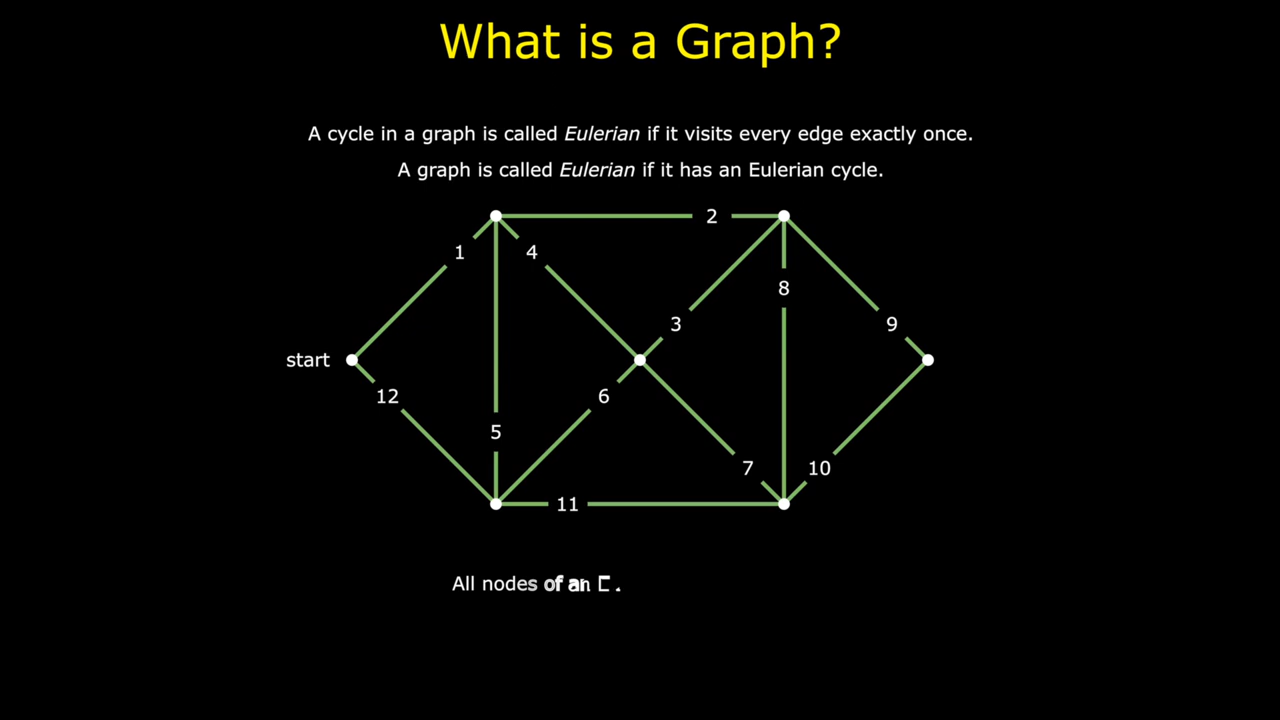 What is a Graph?
A cycle in a graph is called Eulerian if it visits every edge exactly once.
A graph is called Eulerian if it has an Eulerian cycle.
2
1
4
8
3
9
start
12
6
5
7
10
11
All nodes of an